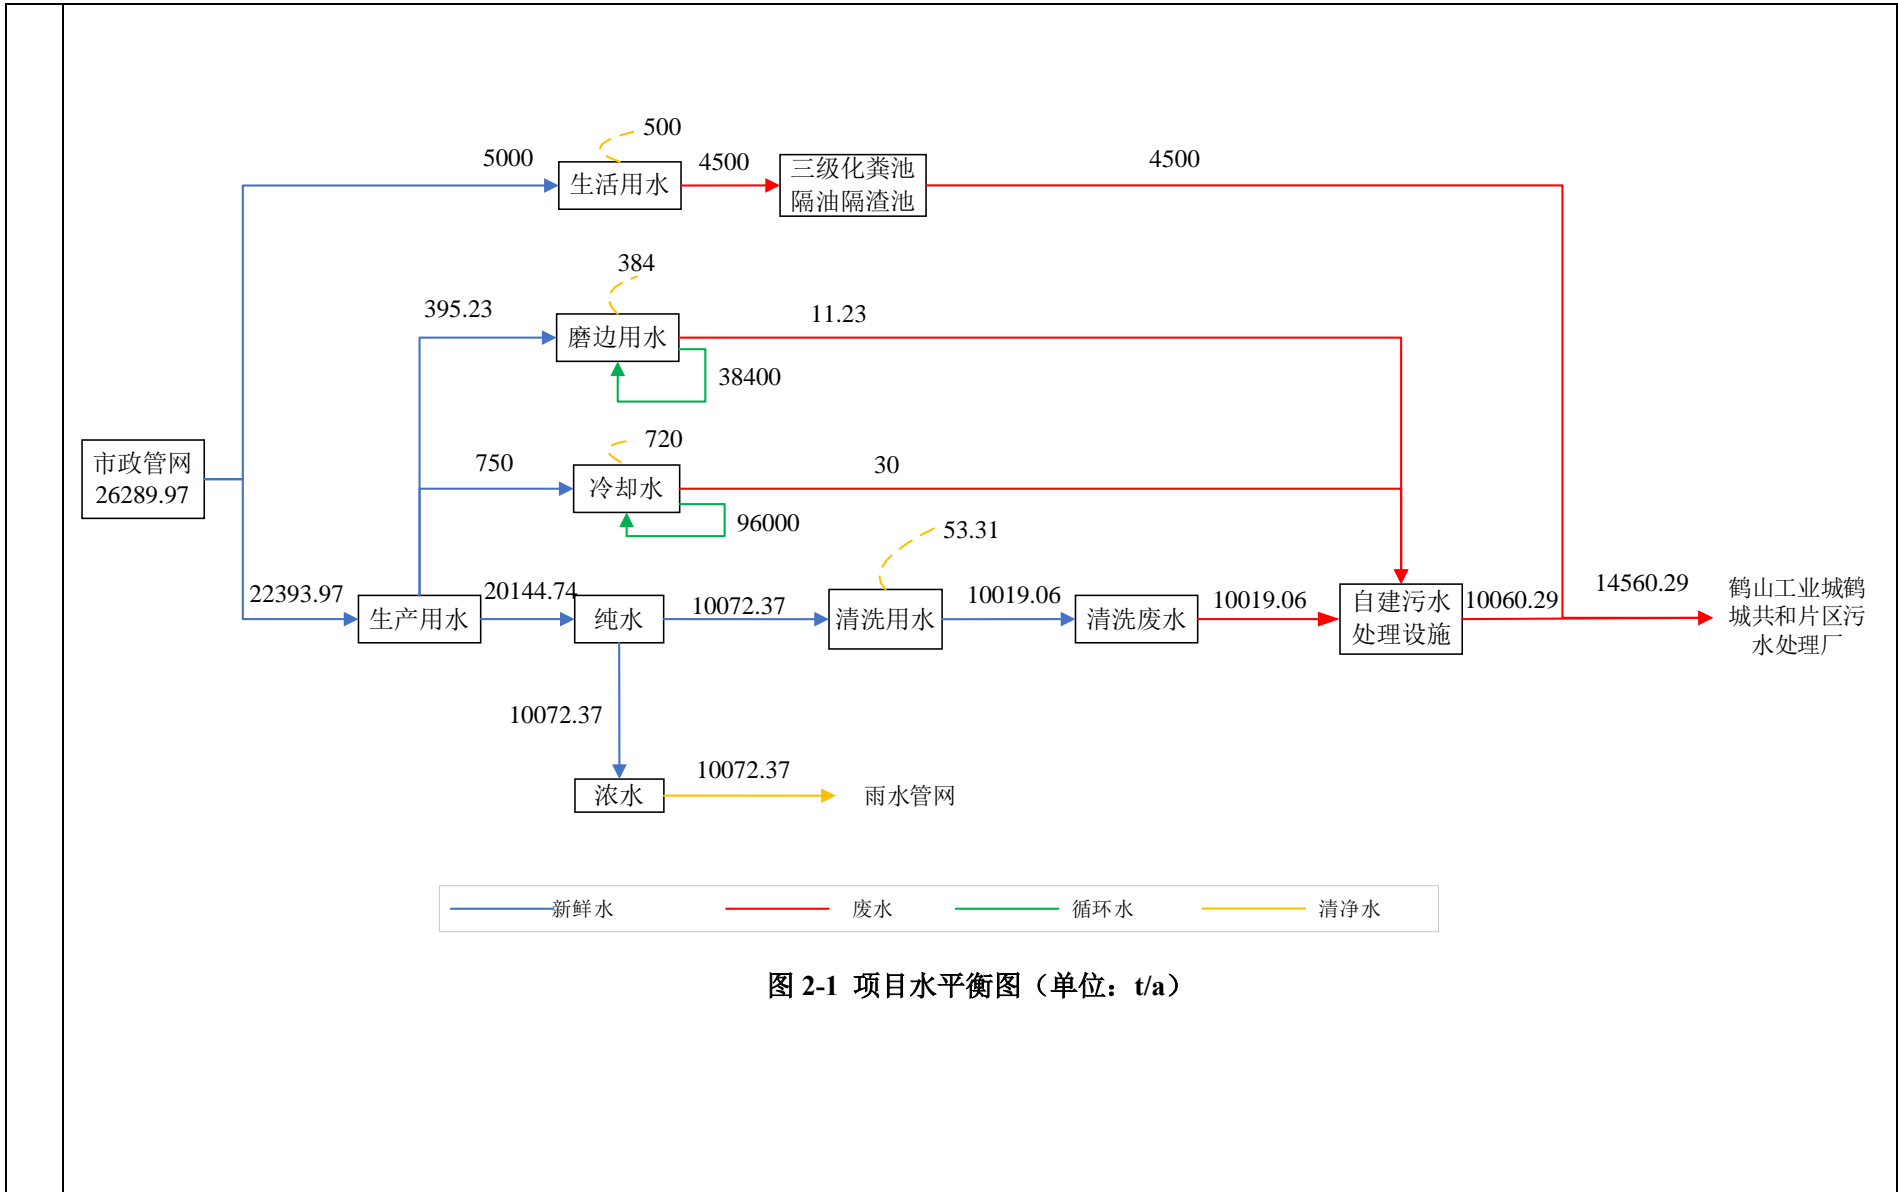 500
5000
生活用水
4500
三级化粪池
隔油隔渣池
4500
384
395.23
磨边用水
11.23
38400
市政管网
26289.97
720
750
冷却水
30
96000
53.31
22393.97
生产用水
20144.74
纯水
10072.37
清洗用水
10019.06
清洗废水
10019.06
自建污水
处理设施
10060.29
14560.29
鹤山工业城鹤
城共和片区污
水处理厂
10072.37
浓水
10072.37
雨水管网
新鲜水
废水
循环水
清净水
图 2-1 项目水平衡图（单位：t/a）